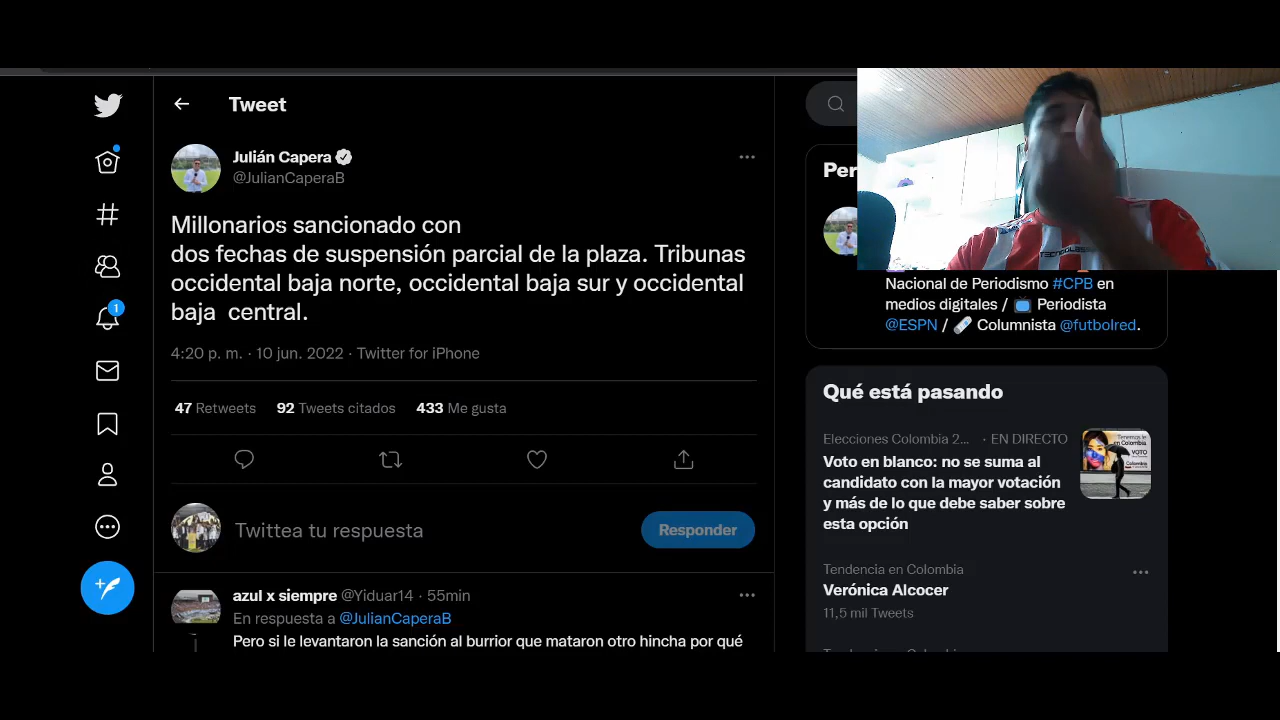 Tweet
Julián Capera
@JulianCaperaB
Millonarios sancionado con
dos fechas de suspensión parcial de la plaza. Tribunas
occidental baja norte, occidental baja sur y occidental
baja central.
4:20 p. m. · 10 jun. 2022 · Twitter for iPhone
47 Retweets 92 Tweets citados 433 Me gusta
Twittea tu respuesta
Responder
azul x siempre @Yiduar14 · 55min
En respuesta a @JulianCaperaB
Pero si le levantaron la sanción al burrior que mataron otro hincha por qué
1
Per
Nacional de Periodismo #CPB en
medios digitales / Periodista
@ESPN / Columnista @futbolred.
Qué está pasando
Elecciones Colombia 2... · EN DIRECTO
Voto en blanco: no se suma al
candidato con la mayor votación
y más de lo que debe saber sobre
esta opción
Tendencia en Colombia
Verónica Alcocer
11,5 mil Tweets